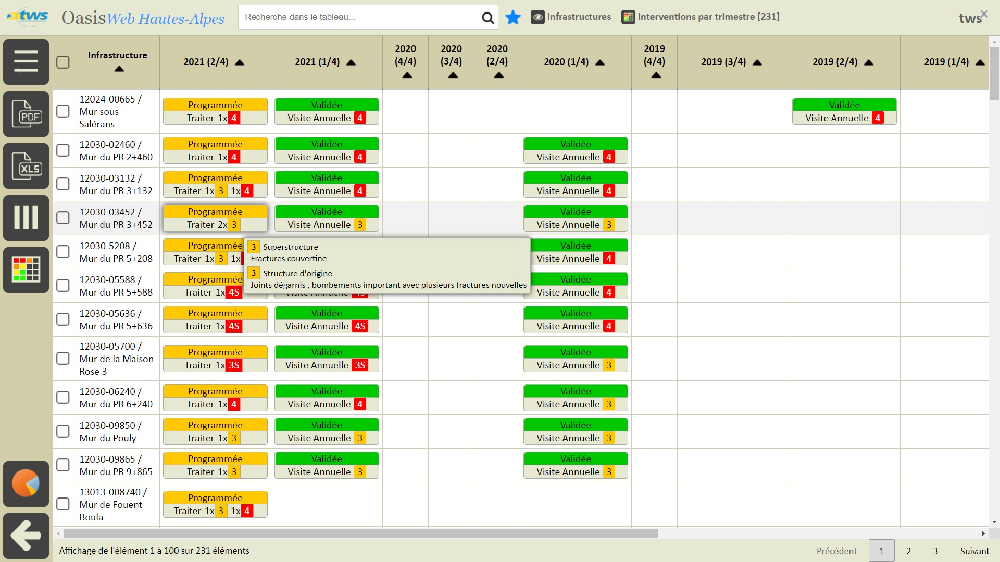 tws
Oasis Web Hautes-Alpes
Recherche dans le tableau...
Infrastructures
Interventions par trimestre [231]
tws
PDF
XLS
Infrastructure
2021 (2/4)
2021 (1/4)
2020 (4/4)
2020 (3/4)
2020 (2/4)
2020 (1/4)
2019 (4/4)
2019 (3/4)
2019 (2/4)
2019 (1/4)
12024-00665 /
Mur sous
Salérans
Programmée
Traiter 1x 4
Validée
Visite Annuelle 4
Validée
Visite Annuelle 4
12030-02460 /
Mur du PR 2+460
Programmée
Traiter 1x 4
Validée
Visite Annuelle 4
Validée
Visite Annuelle 4
12030-03132 /
Mur du PR 3+132
Programmée
Traiter 1x 3 1x 4
Validée
Visite Annuelle 4
Validée
Visite Annuelle 4
12030-03452 /
Mur du PR 3+452
Programmée
Traiter 2x 3
Validée
Visite Annuelle 3
Validée
Visite Annuelle 3
12030-5208 /
Mur du PR 5+208
Programmée
Traiter 1x 3 1x
3 Superstructure
Fractures couvertine
3 Structure d'origine
Joints dégarnis , bombements important avec plusieurs fractures nouvelles
Validée
Visite Annuelle 4
12030-05588 /
Mur du PR 5+588
Programmée
Traiter 1x 4S
Validée
Visite Annuelle 4
12030-05636 /
Mur du PR 5+636
Programmée
Traiter 1x 4S
Validée
Visite Annuelle 4S
Validée
Visite Annuelle 4
12030-05700 /
Mur de la Maison
Rose 3
Programmée
Traiter 1x 3S
Validée
Visite Annuelle 3S
Validée
Visite Annuelle 3
12030-06240 /
Mur du PR 6+240
Programmée
Traiter 1x 4
Validée
Visite Annuelle 4
Validée
Visite Annuelle 3
12030-09850 /
Mur du Pouly
Programmée
Traiter 1x 3
Validée
Visite Annuelle 3
Validée
Visite Annuelle 3
12030-09865 /
Mur du PR 9+865
Programmée
Traiter 1x 3
Validée
Visite Annuelle 3
Validée
Visite Annuelle 3
13013-008740 /
Mur de Fouent
Boula
Programmée
Traiter 1x 3 1x 4
Affichage de l'élément 1 à 100 sur 231 éléments
Précédent 1 2 3 Suivant